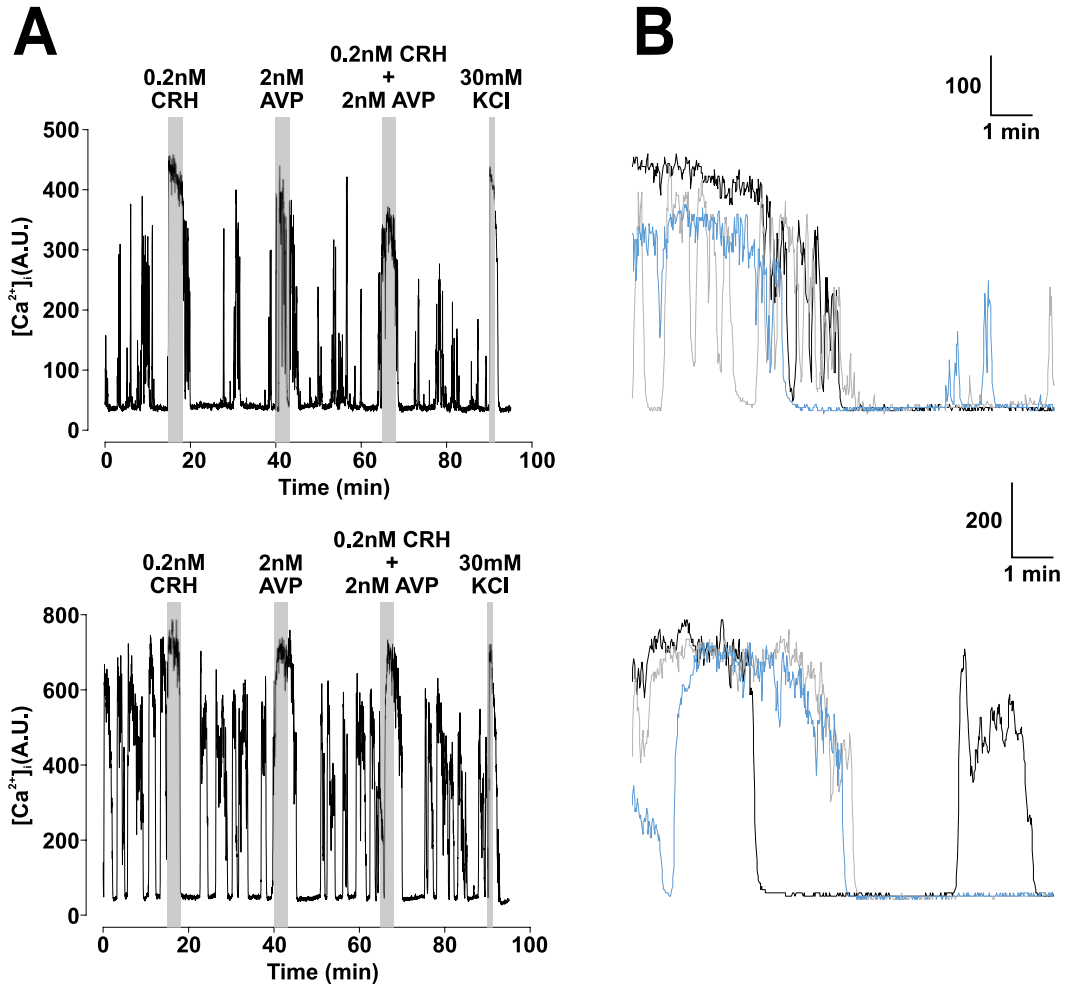 A
0.2nM CRH
+
2nM AVP
0.2nM
CRH
2nM
AVP
30mM
KCl
500
400
300
200
100
0
[Ca²⁺]ᵢ(A.U.)
0 20 40 60 80 100
Time (min)
0.2nM CRH
+
2nM AVP
0.2nM
CRH
2nM
AVP
30mM
KCl
800
600
400
200
0
[Ca²⁺]ᵢ(A.U.)
0 20 40 60 80 100
Time (min)
B
100
1 min
200
1 min